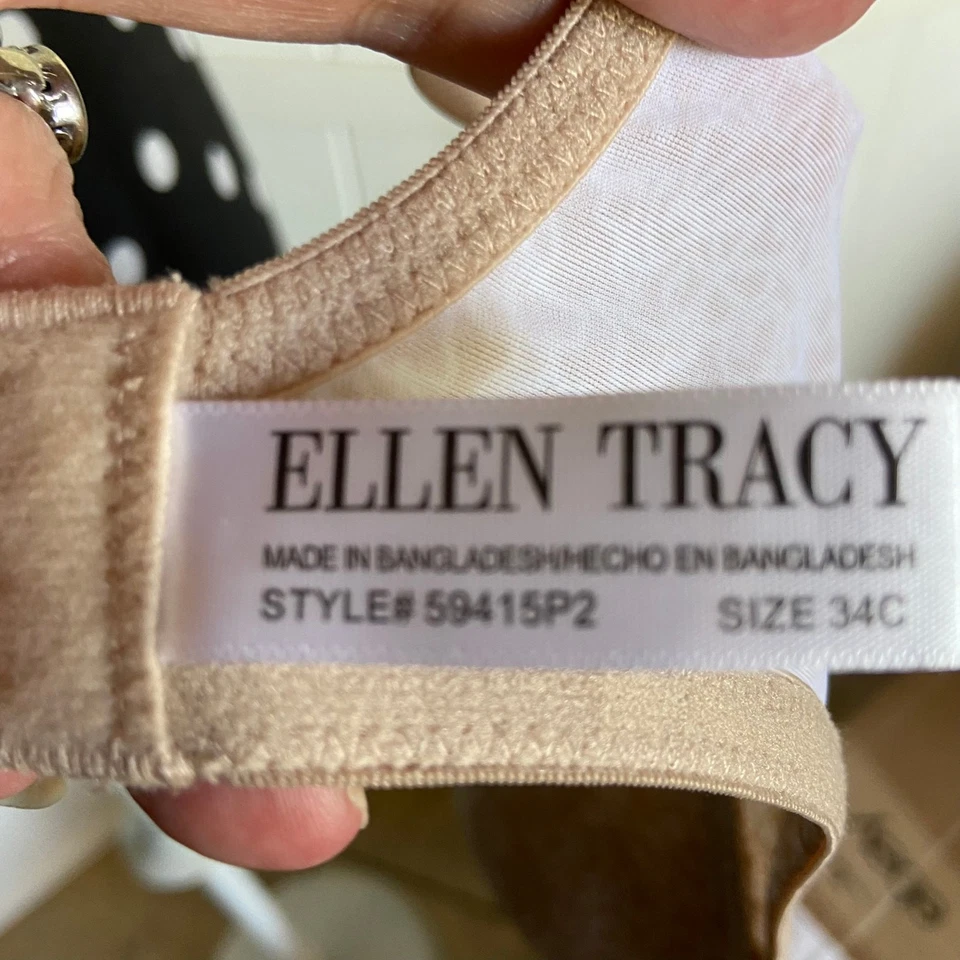 ELLEN TRACY
MADE IN BANGLADESH/HECHO EN BANGLADESH
STYLE# 59415P2 SIZE 34C